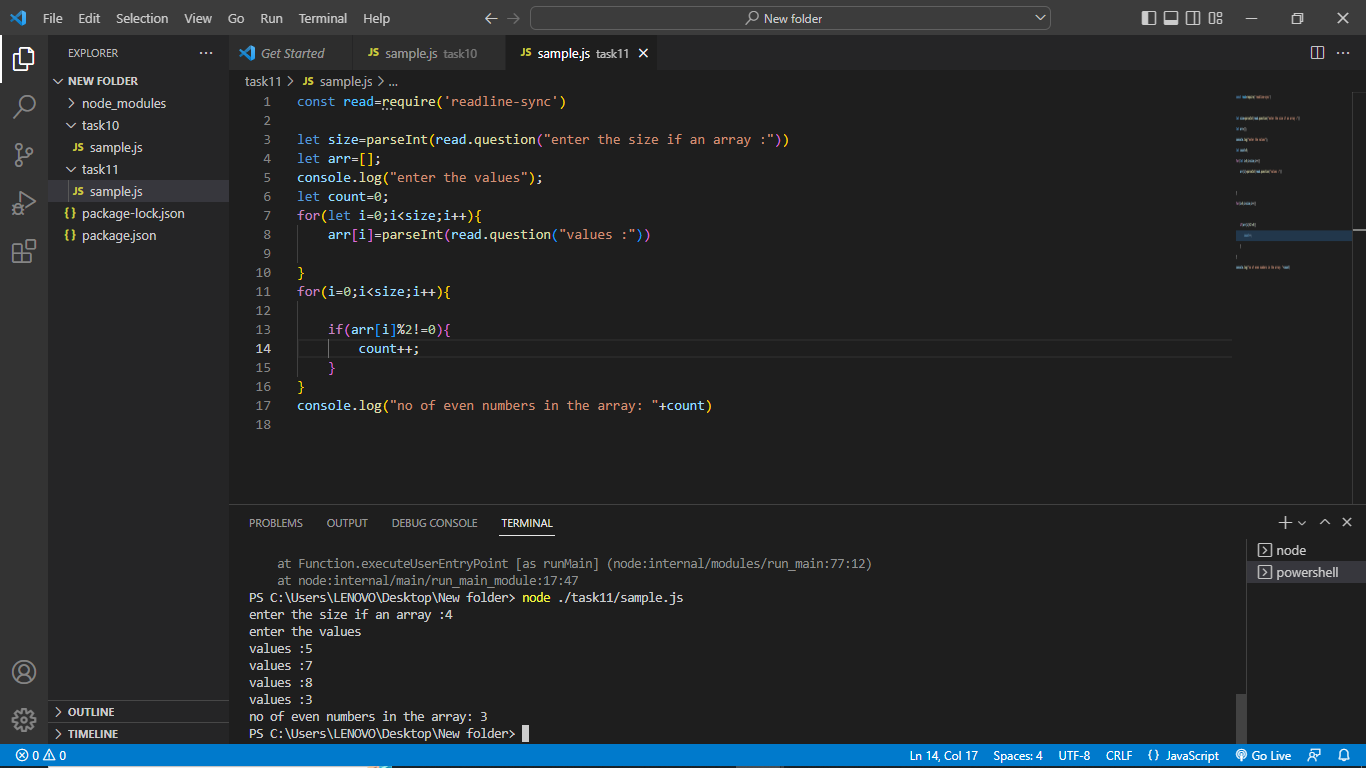 File Edit Selection View Go Run Terminal Help New folder
EXPLORER
NEW FOLDER
node_modules
task10
JS sample.js
task11
JS sample.js
{} package-lock.json
{} package.json
OUTLINE
TIMELINE
Get Started JS sample.js task10 JS sample.js task11
task11 > JS sample.js > ...
1 const read=require('readline-sync')
2
3 let size=parseInt(read.question("enter the size if an array :"))
4 let arr=[];
5 console.log("enter the values");
6 let count=0;
7 for(let i=0;i<size;i++){
8     arr[i]=parseInt(read.question("values :"))
9
10 }
11 for(i=0;i<size;i++){
12
13     if(arr[i]%2!=0){
14         count++;
15     }
16 }
17 console.log("no of even numbers in the array: "+count)
18
PROBLEMS OUTPUT DEBUG CONSOLE TERMINAL
at Function.executeUserEntryPoint [as runMain] (node:internal/modules/run_main:77:12)
at node:internal/main/run_main_module:17:47
PS C:\Users\LENOVO\Desktop\New folder> node ./task11/sample.js
enter the size if an array :4
enter the values
values :5
values :7
values :8
values :3
no of even numbers in the array: 3
PS C:\Users\LENOVO\Desktop\New folder>
node
powershell
0 0 Ln 14, Col 17 Spaces: 4 UTF-8 CRLF {} JavaScript Go Live